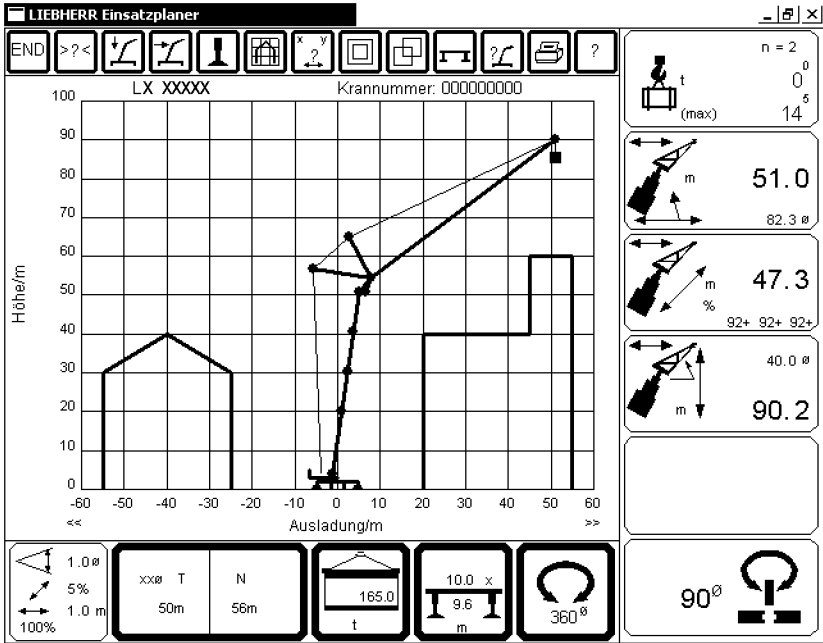 LIEBHERR Einsatzplaner
END >?< ? x y ? ? ?
LX XXXXX Krannummer: 000000000
100
90
80
70
60
50
40
30
20
10
0
Höhe/m
-60 -50 -40 -30 -20 -10 0 10 20 30 40 50 60
<< Ausladung/m >>
n = 2
t 0 0
(max) 14 5
m 51.0
82.3 ø
m 47.3
%
92+ 92+ 92+
40.0 ø
m 90.2
1.0 ø
5%
1.0 m
100%
xxø T N
50m 56m
165.0
t
10.0 x
9.6
m
360 ø
90 ø